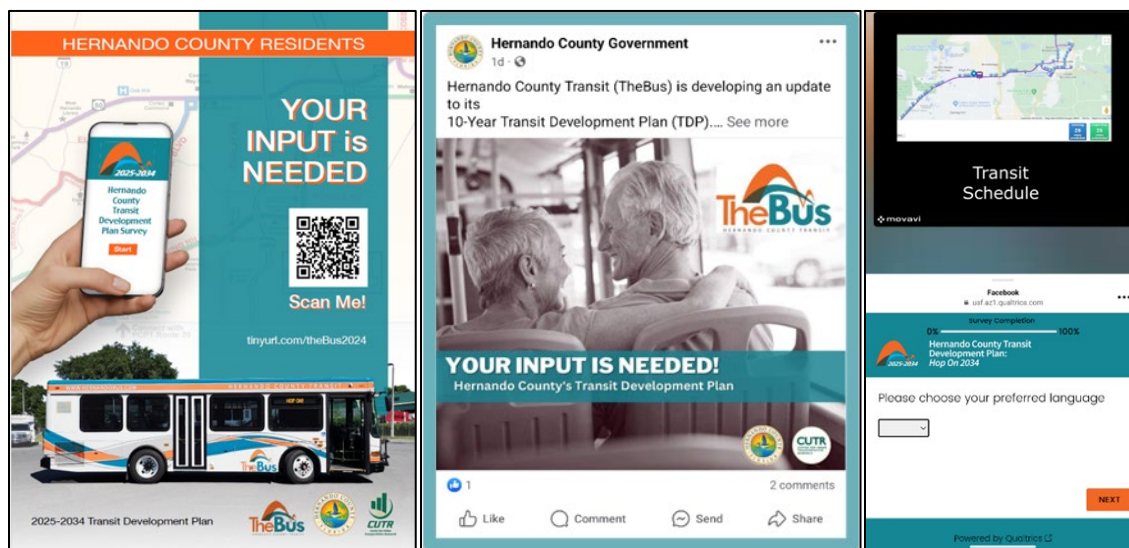 HERNANDO COUNTY RESIDENTS
YOUR
INPUT is
NEEDED
2025-2034
Hernando
County
Transit
Development
Plan Survey
Start
Scan Me!
tinyurl.com/theBus2024
HERNANDO COUNTY TRANSIT
HOP ON!
TheBus
2025-2034 Transit Development Plan
TheBus
CUTR
Hernando County Government
1d
Hernando County Transit (TheBus) is developing an update
to its
10-Year Transit Development Plan (TDP).... See more
TheBus
HERNANDO COUNTY TRANSIT
YOUR INPUT IS NEEDED!
Hernando County's Transit Development Plan
CUTR
1
2 comments
Like
Comment
Send
Share
Transit
Schedule
movavi
Facebook
usf.az1.qualtrics.com
Survey Completion
0%
100%
2025-2034
Hernando County Transit
Development Plan:
Hop On 2034
Please choose your preferred language
NEXT
Powered by Qualtrics